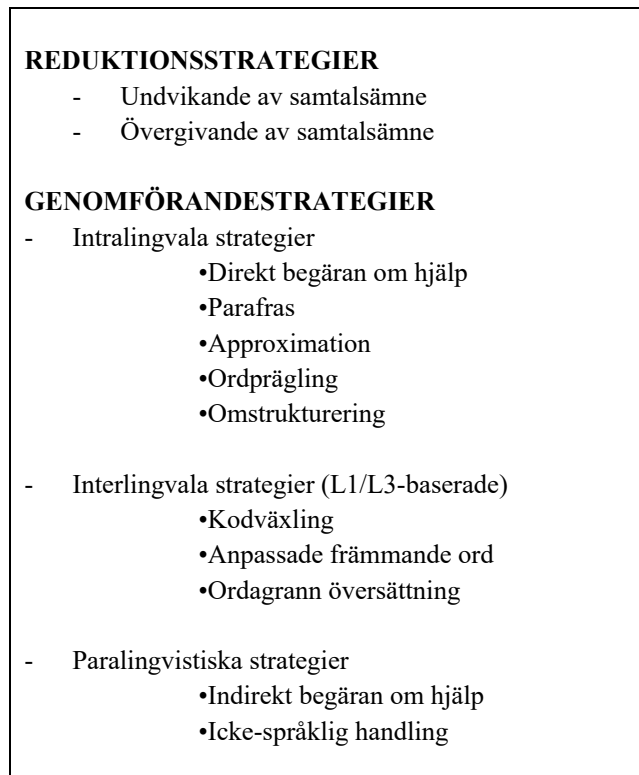 REDUKTIONSSTRATEGIER
- Undvikande av samtalsämne
- Övergivande av samtalsämne
GENOMFÖRANDESTRATEGIER
- Intralingvala strategier
•Direkt begäran om hjälp
•Parafras
•Approximation
•Ordprägling
•Omstrukturering
- Interlingvala strategier (L1/L3-baserade)
•Kodväxling
•Anpassade främmande ord
•Ordagrann översättning
- Paralingvistiska strategier
•Indirekt begäran om hjälp
•Icke-språklig handling